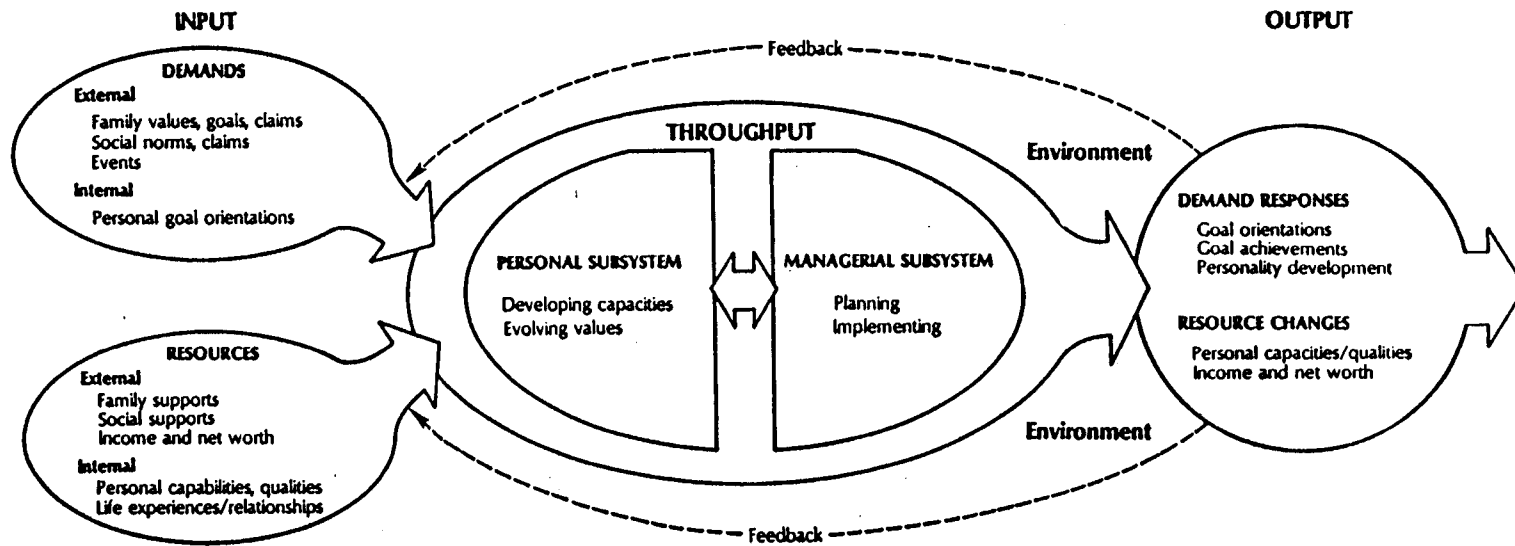 INPUT
DEMANDS
External
Family values, goals, claims
Social norms, claims
Events
Internal
Personal goal orientations
RESOURCES
External
Family supports
Social supports
Income and net worth
Internal
Personal capabilities, qualities
Life experiences/relationships
Feedback
THROUGHPUT
Environment
PERSONAL SUBSYSTEM
Developing capacities
Evolving values
MANAGERIAL SUBSYSTEM
Planning
Implementing
Environment
Feedback
OUTPUT
DEMAND RESPONSES
Goal orientations
Goal achievements
Personality development
RESOURCE CHANGES
Personal capacities/qualities
Income and net worth